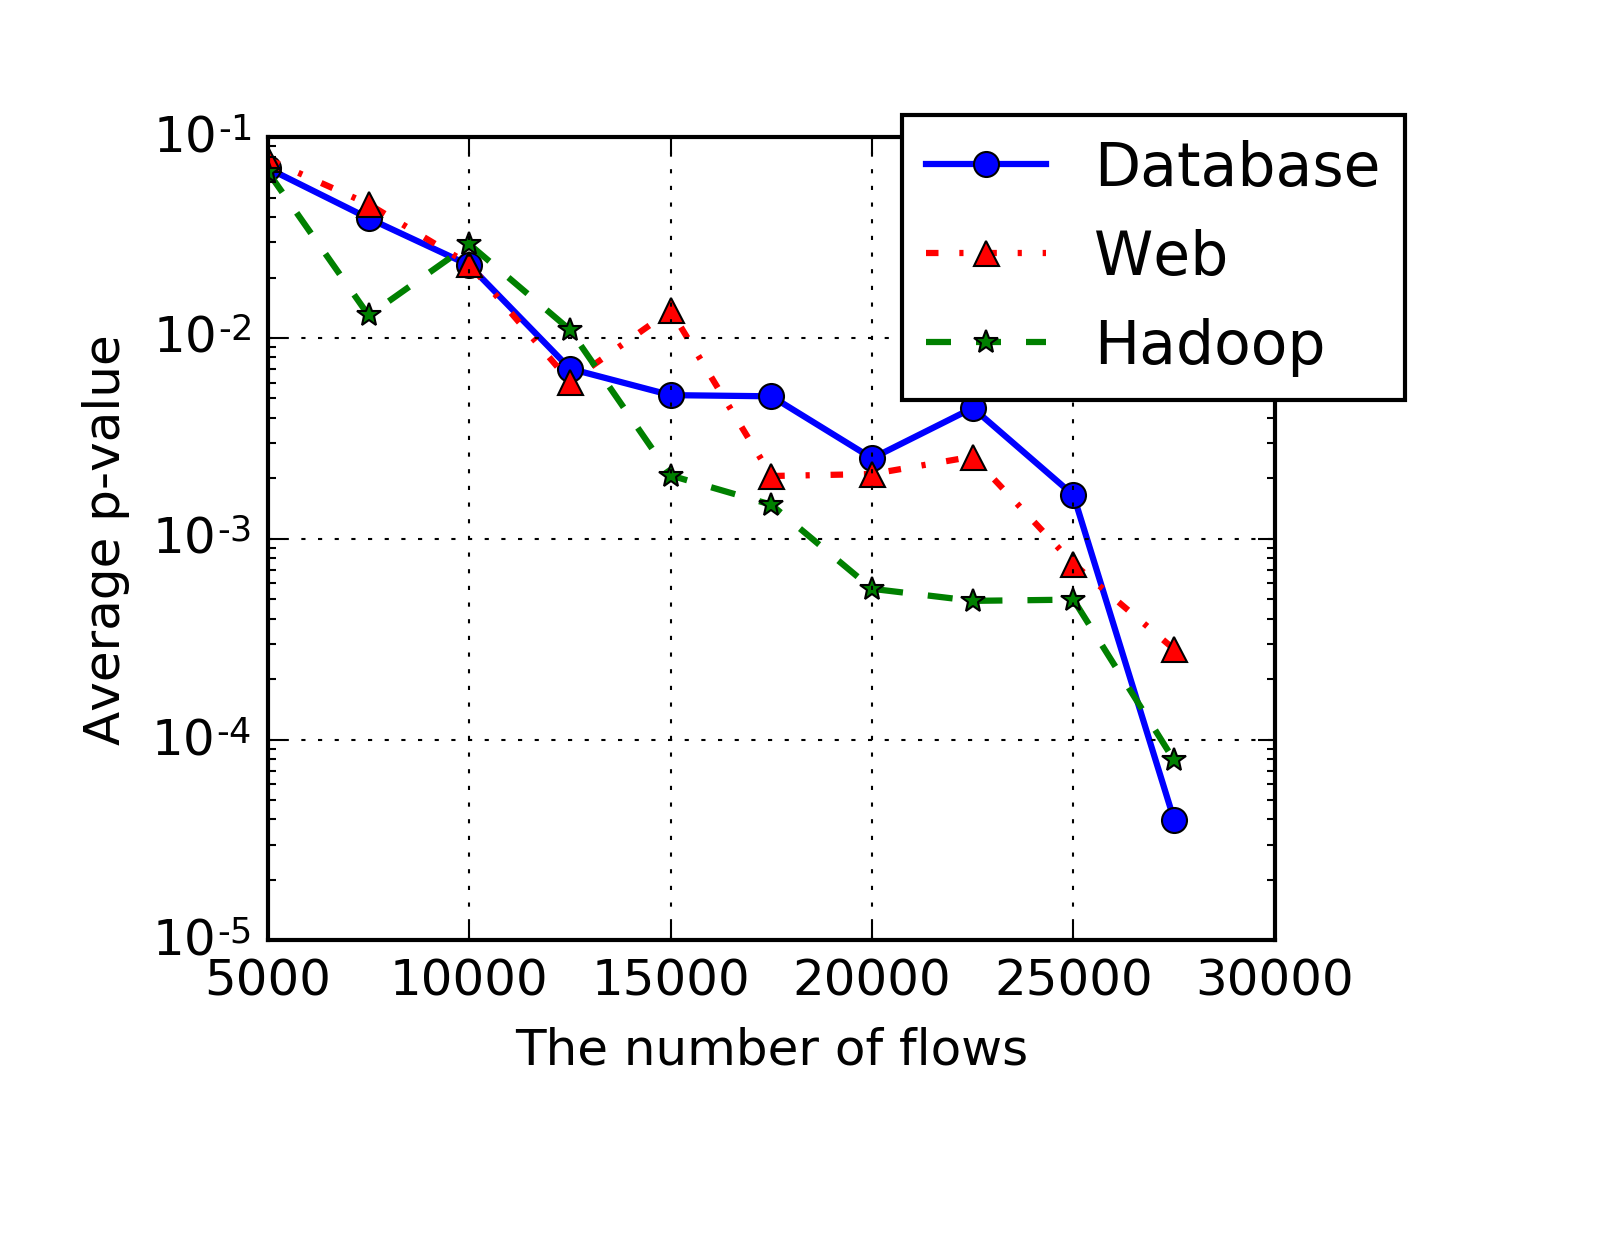 Average p-value
10-1
10-2
10-3
10-4
10-5
Database
Web
Hadoop
5000 10000 15000 20000 25000 30000
The number of flows